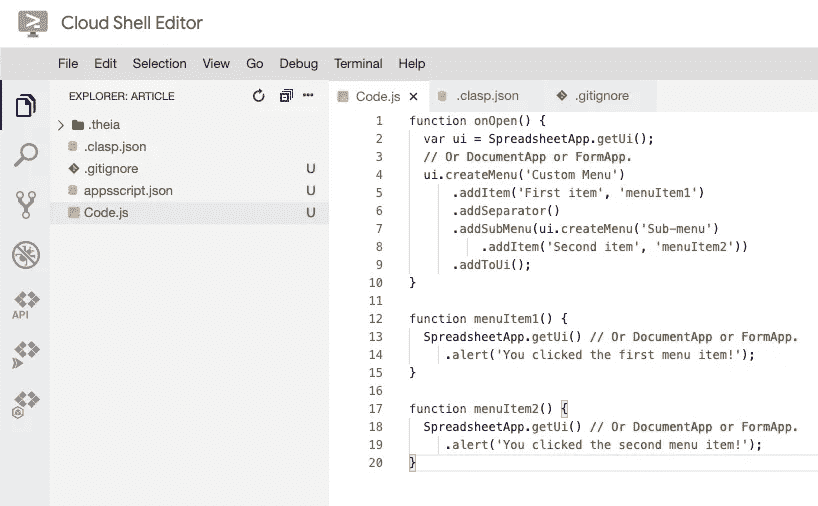 Cloud Shell Editor
File Edit Selection View Go Debug Terminal Help
EXPLORER: ARTICLE
.theia
.clasp.json
.gitignore U
appsscript.json U
Code.js U
API
Code.js .clasp.json .gitignore
1 function onOpen() {
2 var ui = SpreadsheetApp.getUi();
3 // Or DocumentApp or FormApp.
4 ui.createMenu('Custom Menu')
5 .addItem('First item', 'menuItem1')
6 .addSeparator()
7 .addSubMenu(ui.createMenu('Sub-menu')
8 .addItem('Second item', 'menuItem2'))
9 .addToUi();
10 }
11
12 function menuItem1() {
13 SpreadsheetApp.getUi() // Or DocumentApp or FormApp.
14 .alert('You clicked the first menu item!');
15 }
16
17 function menuItem2() {
18 SpreadsheetApp.getUi() // Or DocumentApp or FormApp.
19 .alert('You clicked the second menu item!');
20 }